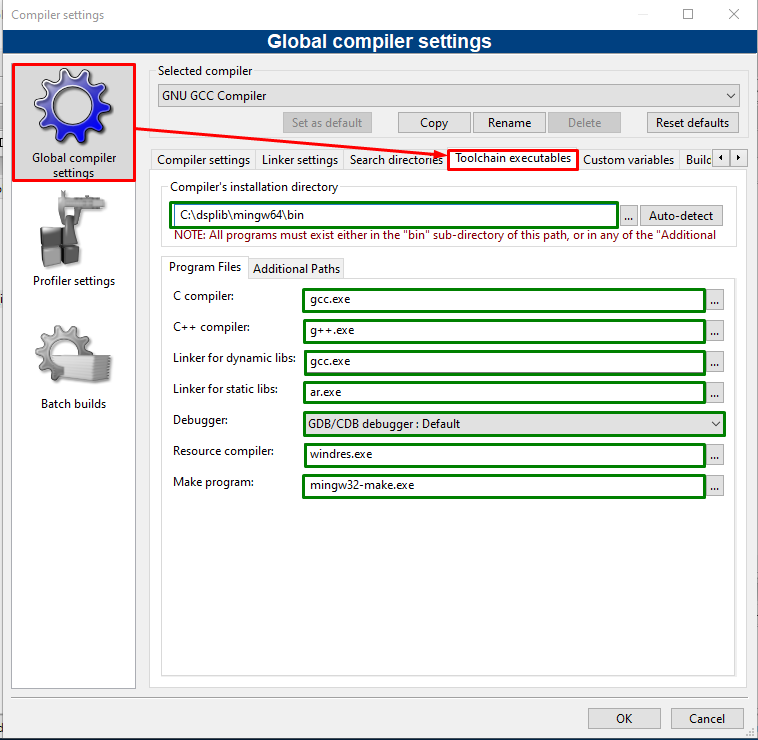 Compiler settings
Global compiler settings
Global compiler
settings
Profiler settings
Batch builds
Selected compiler
GNU GCC Compiler
Set as default
Copy
Rename
Delete
Reset defaults
Compiler settings
Linker settings
Search directories
Toolchain executables
Custom variables
Build
Compiler's installation directory
C:\dsplib\mingw64\bin
...
Auto-detect
NOTE: All programs must exist either in the "bin" sub-directory of this path, or in any of the "Additional
Program Files
Additional Paths
C compiler:
gcc.exe
...
C++ compiler:
g++.exe
...
Linker for dynamic libs:
gcc.exe
...
Linker for static libs:
ar.exe
...
Debugger:
GDB/CDB debugger : Default
Resource compiler:
windres.exe
...
Make program:
mingw32-make.exe
...
OK
Cancel